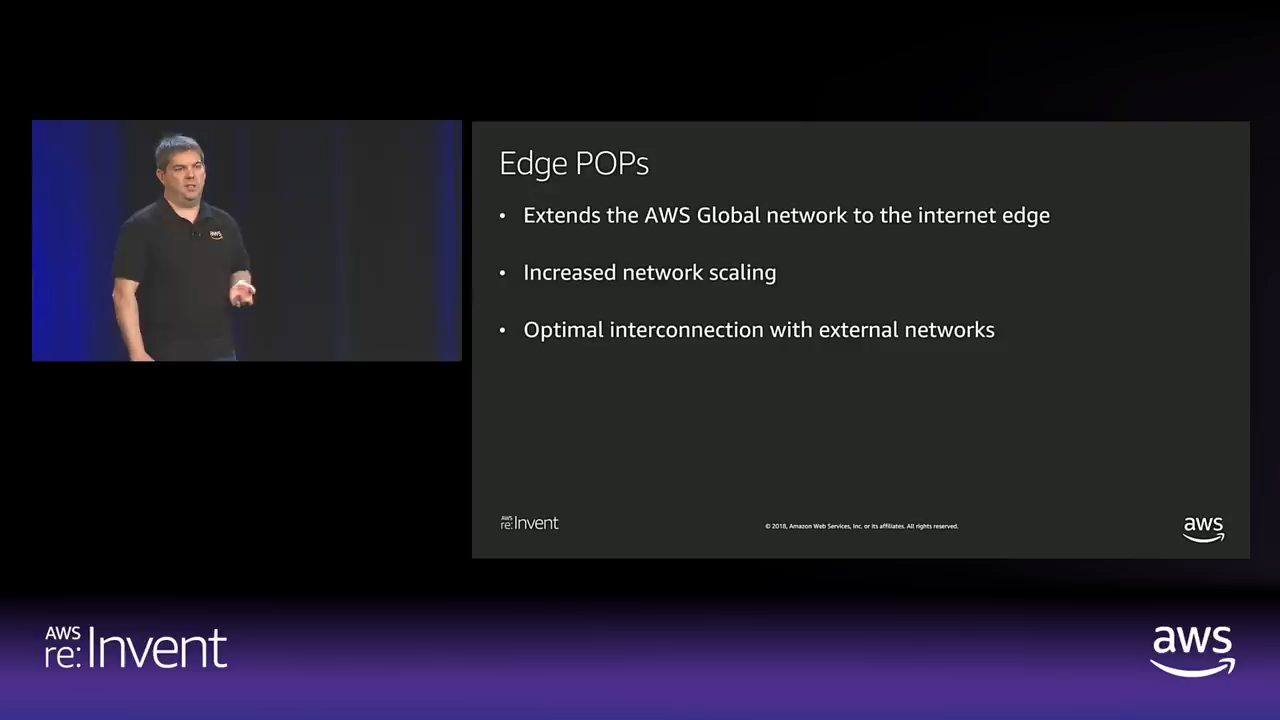 aws
Edge POPs
• Extends the AWS Global network to the internet edge
• Increased network scaling
• Optimal interconnection with external networks
AWS
re:Invent
© 2018, Amazon Web Services, Inc. or its affiliates. All rights reserved.
aws
AWS
re:Invent
aws